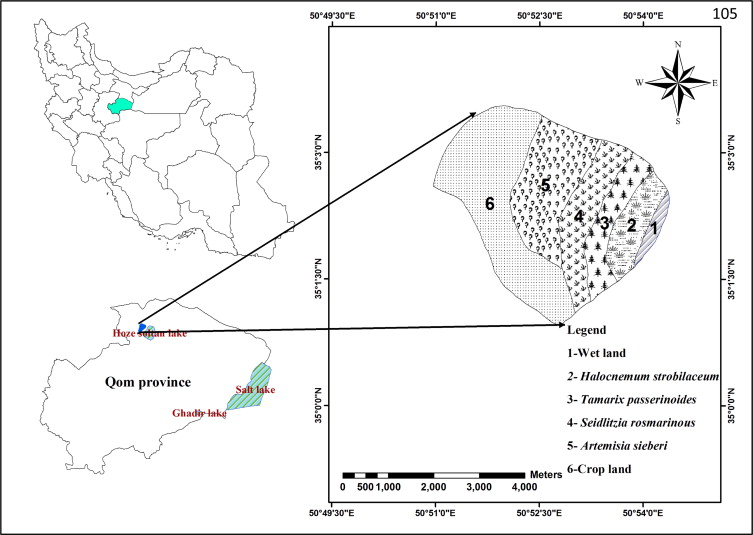 105
50°49'30"E 50°51'0"E 50°52'30"E 50°54'0"E
N
W E
S
35°3'0"N 35°3'0"N
35°1'30"N 35°1'30"N
35°0'0"N 35°0'0"N
6 5 4 3 2 1
Hoze soltan lake
Qom province
Salt lake
Ghadir lake
Legend
1-Wet land
2- Halocnemum strobilaceum
3- Tamarix passerinoides
4- Seidlitzia rosmarinous
5- Artemisia sieberi
6-Crop land
Meters
0 500 1,000 2,000 3,000 4,000
50°49'30"E 50°51'0"E 50°52'30"E 50°54'0"E